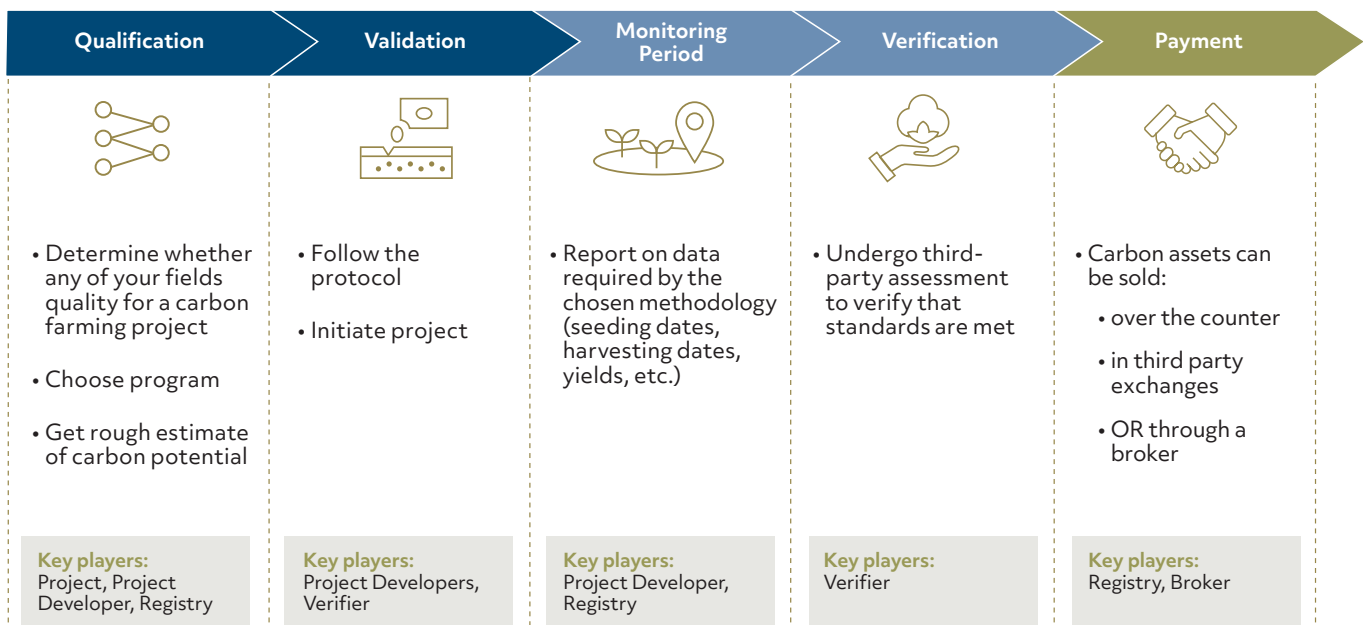 Qualification
Validation
Monitoring
Period
Verification
Payment
• Determine whether
any of your fields
quality for a carbon
farming project
• Choose program
• Get rough estimate
of carbon potential
• Follow the
protocol
• Initiate project
• Report on data
required by the
chosen methodology
(seeding dates,
harvesting dates,
yields, etc.)
• Undergo third-
party assessment
to verify that
standards are met
• Carbon assets can
be sold:
• over the counter
• in third party
exchanges
• OR through a
broker
Key players:
Project, Project
Developer, Registry
Key players:
Project Developers,
Verifier
Key players:
Project Developer,
Registry
Key players:
Verifier
Key players:
Registry, Broker